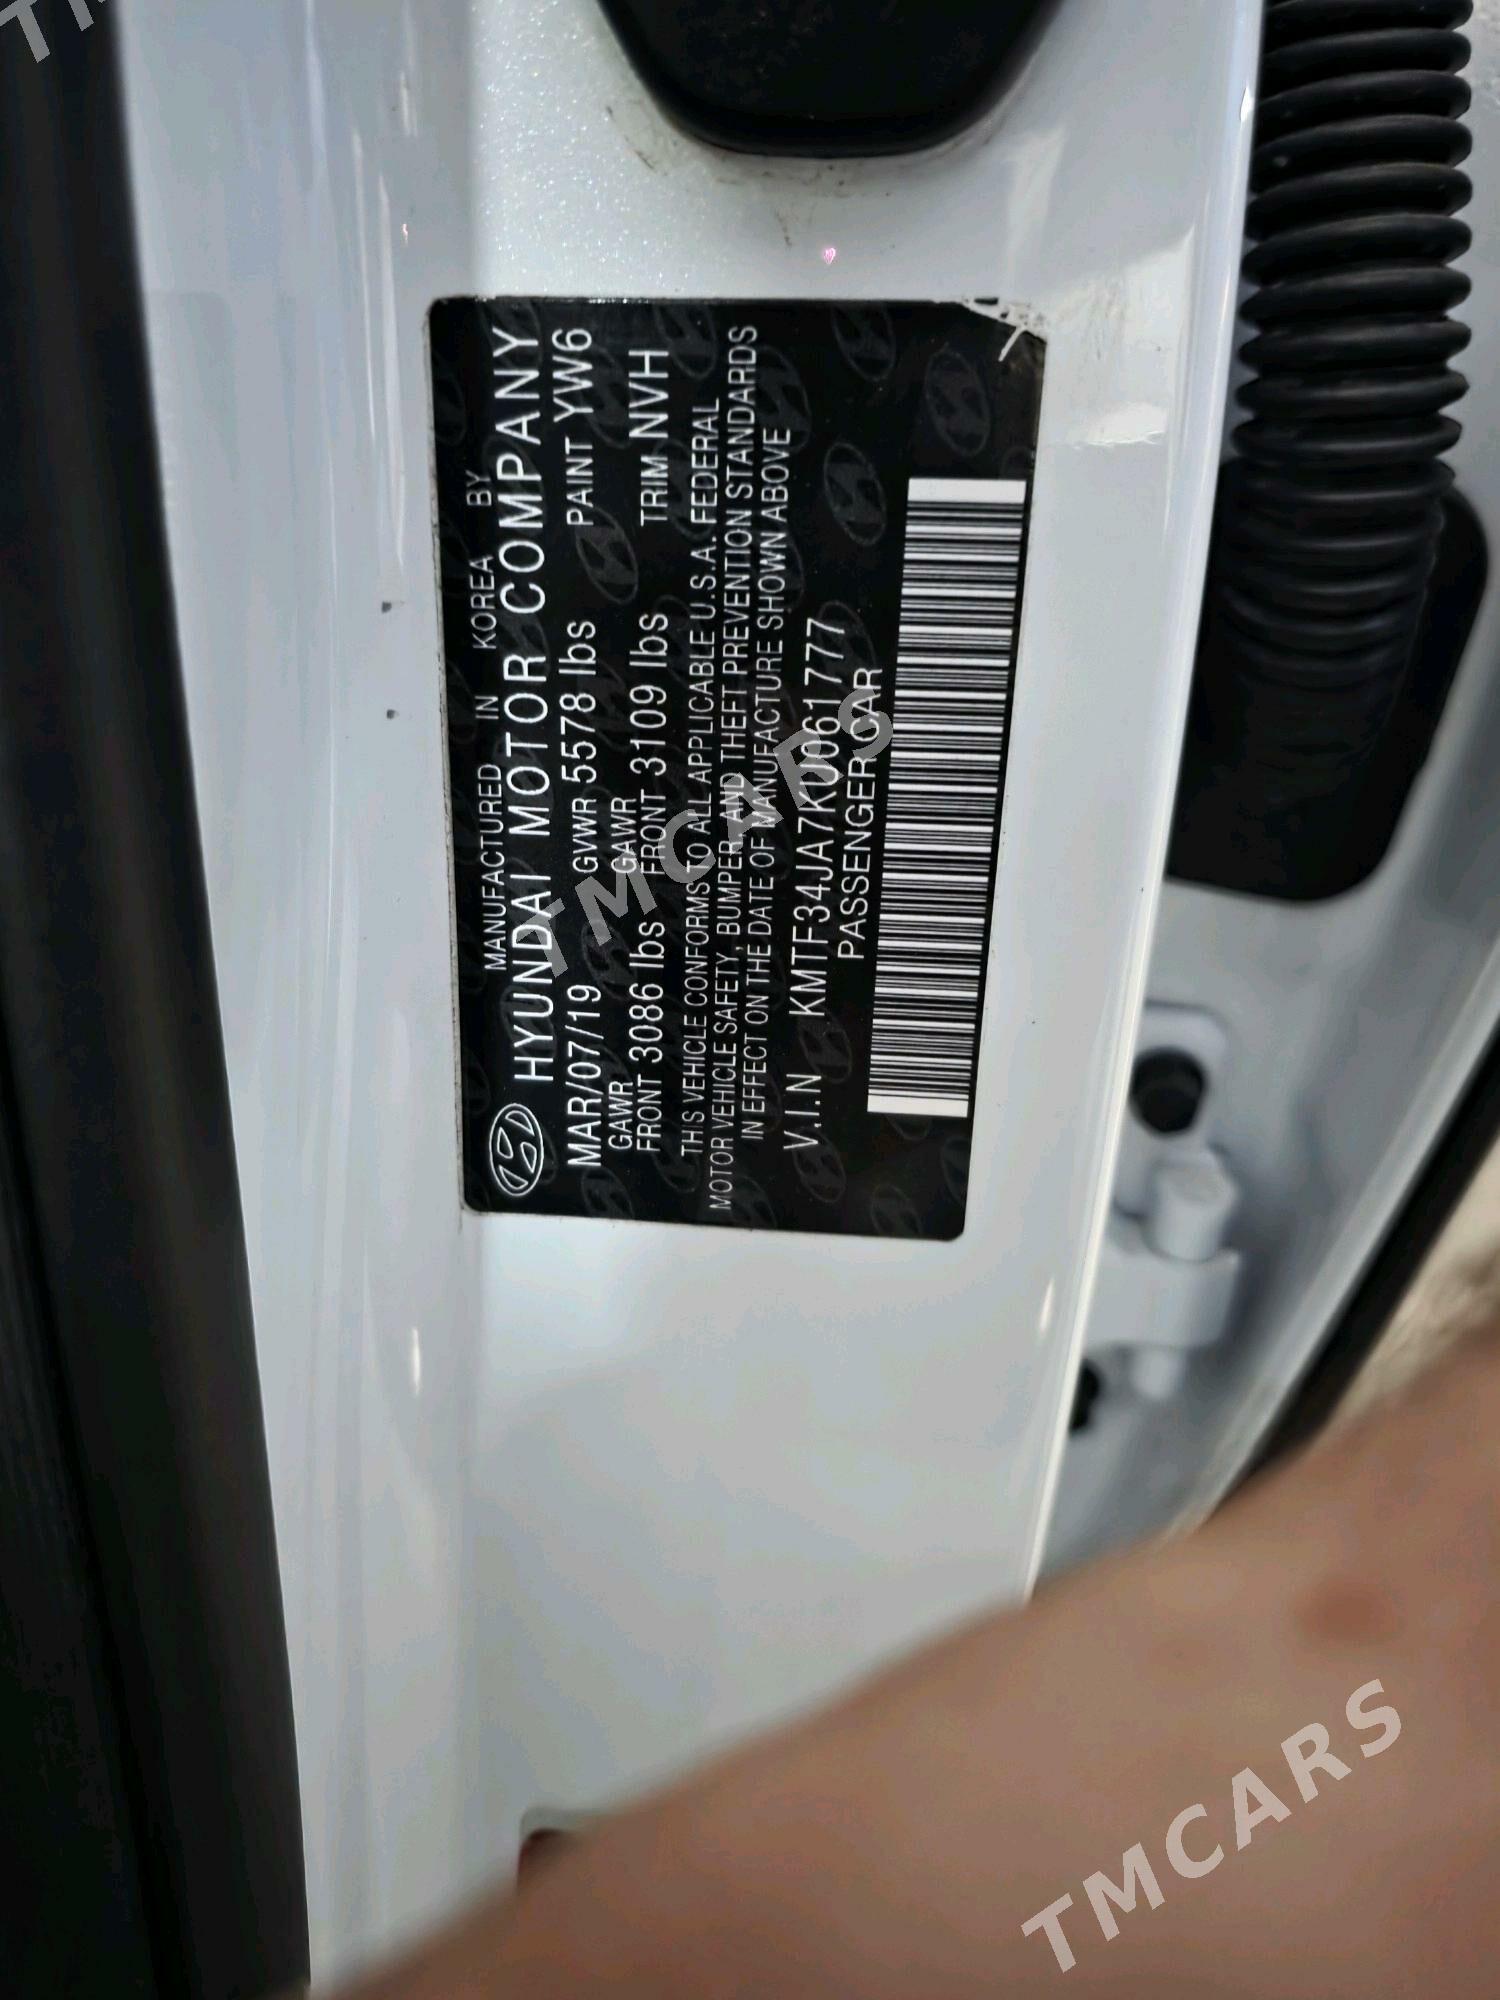 MANUFACTURED IN KOREA BY
HYUNDAI MOTOR COMPANY
MAR/07/19 GVWR 5578 lbs PAINT YW6
GAWR GAWR
FRONT 3086 lbs FRONT 3109 lbs TRIM NVH
THIS VEHICLE CONFORMS TO ALL APPLICABLE U.S.A. FEDERAL
MOTOR VEHICLE SAFETY, BUMPER, AND THEFT PREVENTION STANDARDS
IN EFFECT ON THE DATE OF MANUFACTURE SHOWN ABOVE
V.I.N KMTF34JA7KU061777
PASSENGER CAR
TMCARS
TMCARS